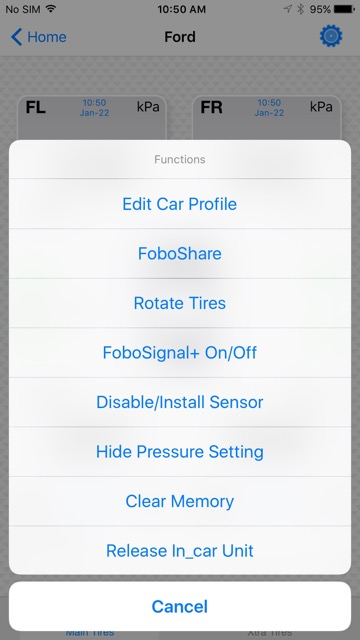 No SIM 10:50 AM 95%
Home Ford
FL 10:50 kPa FR 10:50 kPa
Jan-22 Jan-22
Functions
Edit Car Profile
FoboShare
Rotate Tires
FoboSignal+ On/Off
Disable/Install Sensor
Hide Pressure Setting
Clear Memory
Release In_car Unit
Cancel
Main Tires Xtra Tires